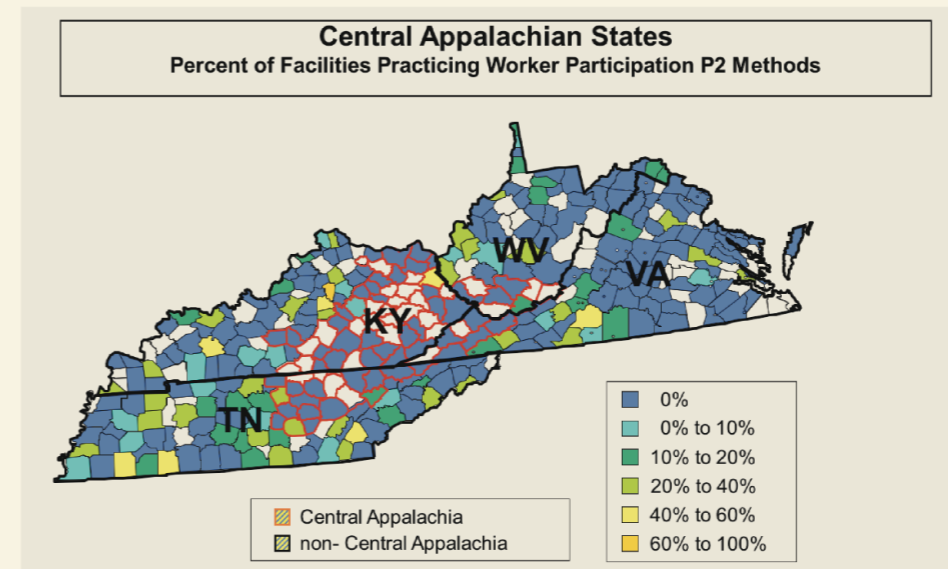 Central Appalachian States
Percent of Facilities Practicing Worker Participation P2 Methods
WV
VA
KY
TN
0%
0% to 10%
10% to 20%
20% to 40%
40% to 60%
60% to 100%
Central Appalachia
non- Central Appalachia